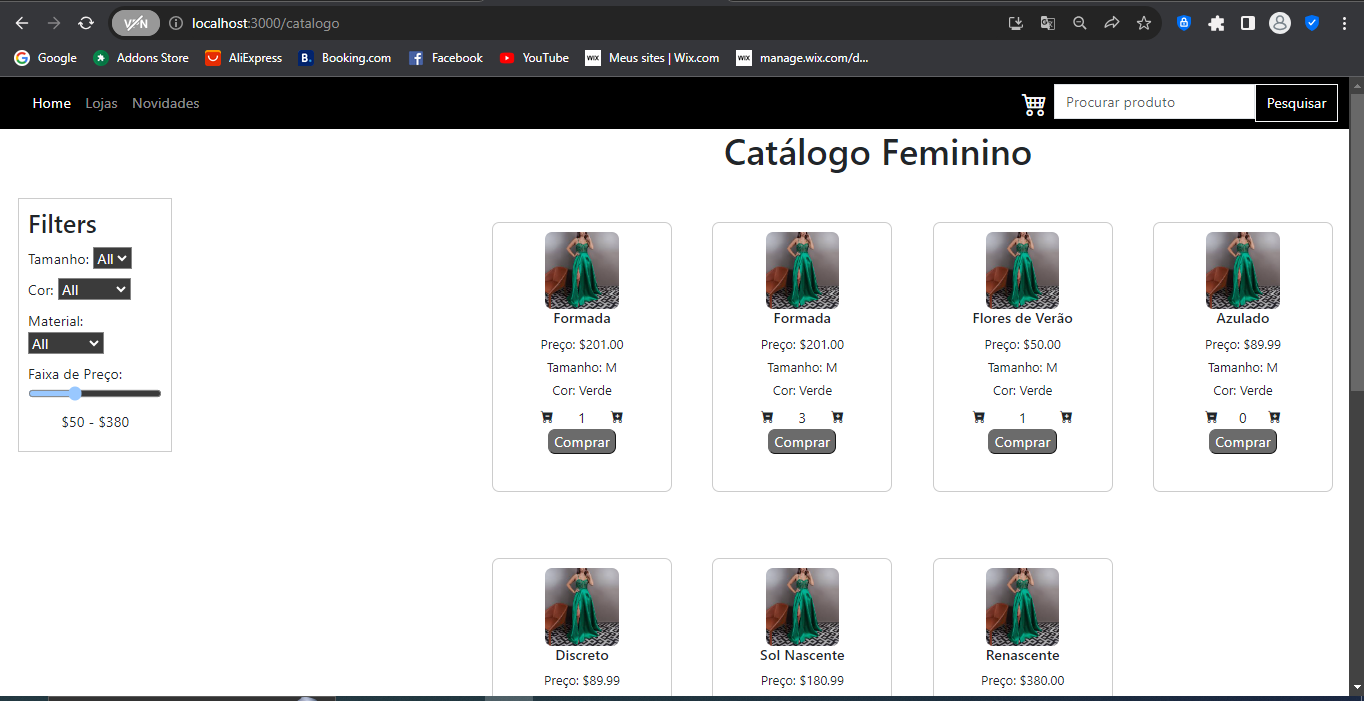 VPN localhost:3000/catalogo
Google Addons Store AliExpress B. Booking.com Facebook YouTube WIX Meus sites | Wix.com WIX manage.wix.com/d...
Home Lojas Novidades Procurar produto Pesquisar
Catálogo Feminino
Filters
Tamanho: All
Cor: All
Material:
All
Faixa de Preço:
$50 - $380
Formada
Preço: $201.00
Tamanho: M
Cor: Verde
1
Comprar
Formada
Preço: $201.00
Tamanho: M
Cor: Verde
3
Comprar
Flores de Verão
Preço: $50.00
Tamanho: M
Cor: Verde
1
Comprar
Azulado
Preço: $89.99
Tamanho: M
Cor: Verde
0
Comprar
Discreto
Preço: $89.99
Sol Nascente
Preço: $180.99
Renascente
Preço: $380.00